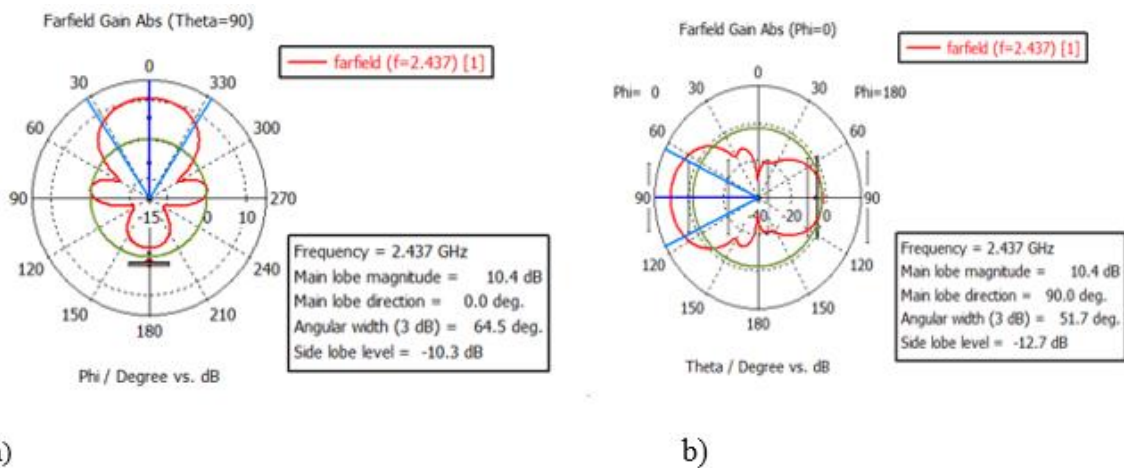 Farfield Gain Abs (Theta=90)
farfield (f=2.437) [1]
0
30
330
60
300
90
-15
0
10
270
120
240
150
210
180
Frequency = 2.437 GHz
Main lobe magnitude = 10.4 dB
Main lobe direction = 0.0 deg.
Angular width (3 dB) = 64.5 deg.
Side lobe level = -10.3 dB
Phi / Degree vs. dB
Farfield Gain Abs (Phi=0)
farfield (f=2.437) [1]
0
Phi= 0
30
30
Phi=180
60
60
90
-40
-20
0
90
120
120
150
150
180
Frequency = 2.437 GHz
Main lobe magnitude = 10.4 dB
Main lobe direction = 90.0 deg.
Angular width (3 dB) = 51.7 deg.
Side lobe level = -12.7 dB
Theta / Degree vs. dB
b)